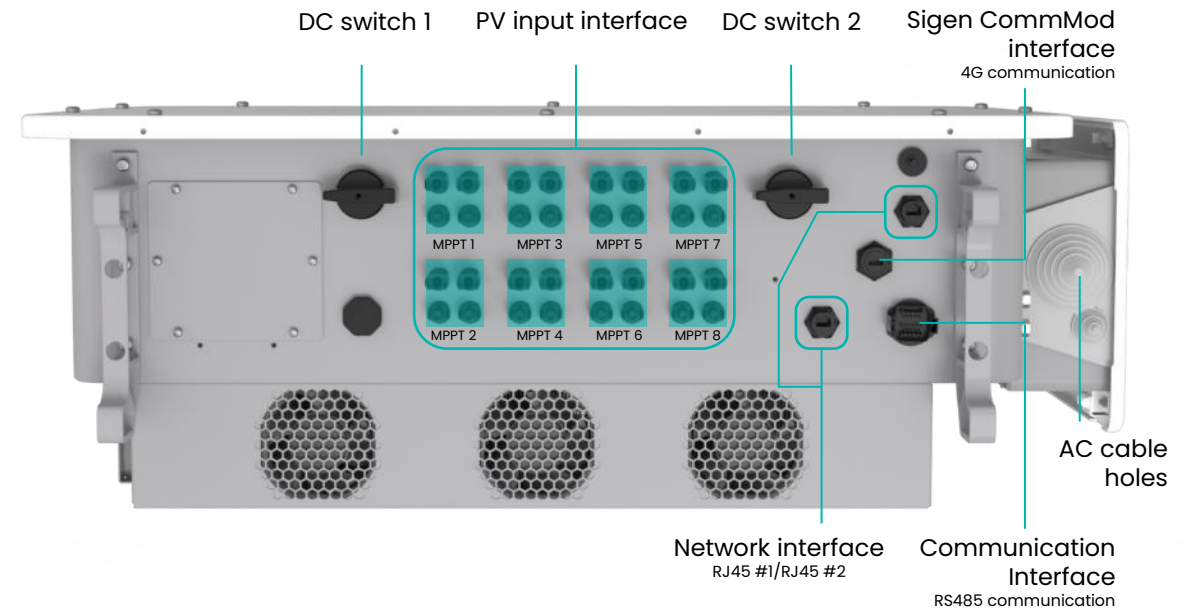 DC switch 1
PV input interface
DC switch 2
Sigen CommMod
interface
4G communication
MPPT 1
MPPT 3
MPPT 5
MPPT 7
MPPT 2
MPPT 4
MPPT 6
MPPT 8
AC cable
holes
Network interface
RJ45 #1/RJ45 #2
Communication
Interface
RS485 communication